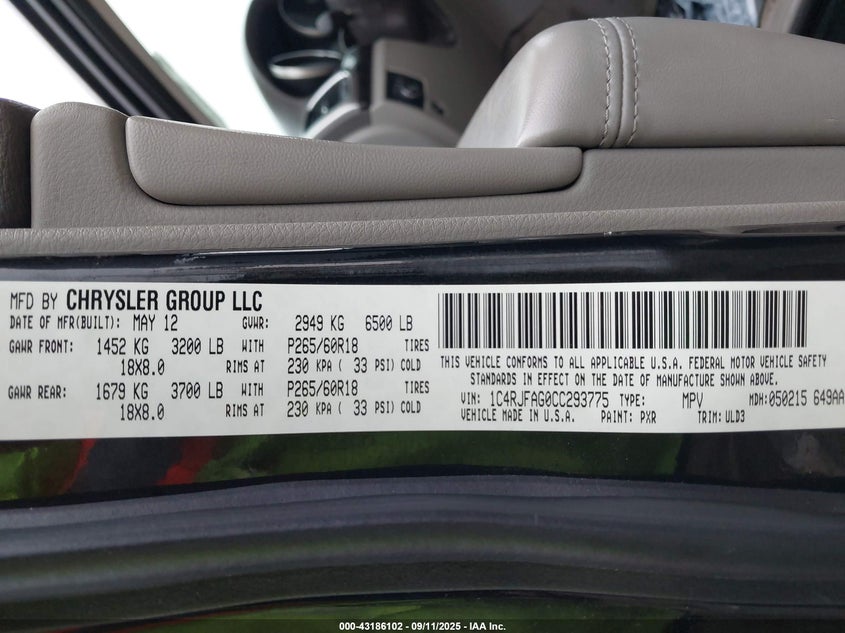 MFD BY CHRYSLER GROUP LLC
DATE OF MFR(BUILT): MAY 12 GVWR: 2949 KG 6500 LB
GAWR FRONT: 1452 KG 3200 LB WITH P265/60R18 TIRES
18X8.0 RIMS AT 230 KPA ( 33 PSI) COLD
GAWR REAR: 1679 KG 3700 LB WITH P265/60R18 TIRES
18X8.0 RIMS AT 230 KPA ( 33 PSI) COLD
THIS VEHICLE CONFORMS TO ALL APPLICABLE U.S.A. FEDERAL MOTOR VEHICLE SAFETY
STANDARDS IN EFFECT ON THE DATE OF MANUFACTURE SHOWN ABOVE.
VIN: 1C4RJFAG0CC293775 TYPE: MPV MDH: 050215 649AA
VEHICLE MADE IN U.S.A. PAINT: PXR TRIM: ULD3
000-43186102 - 09/11/2025 - IAA Inc.